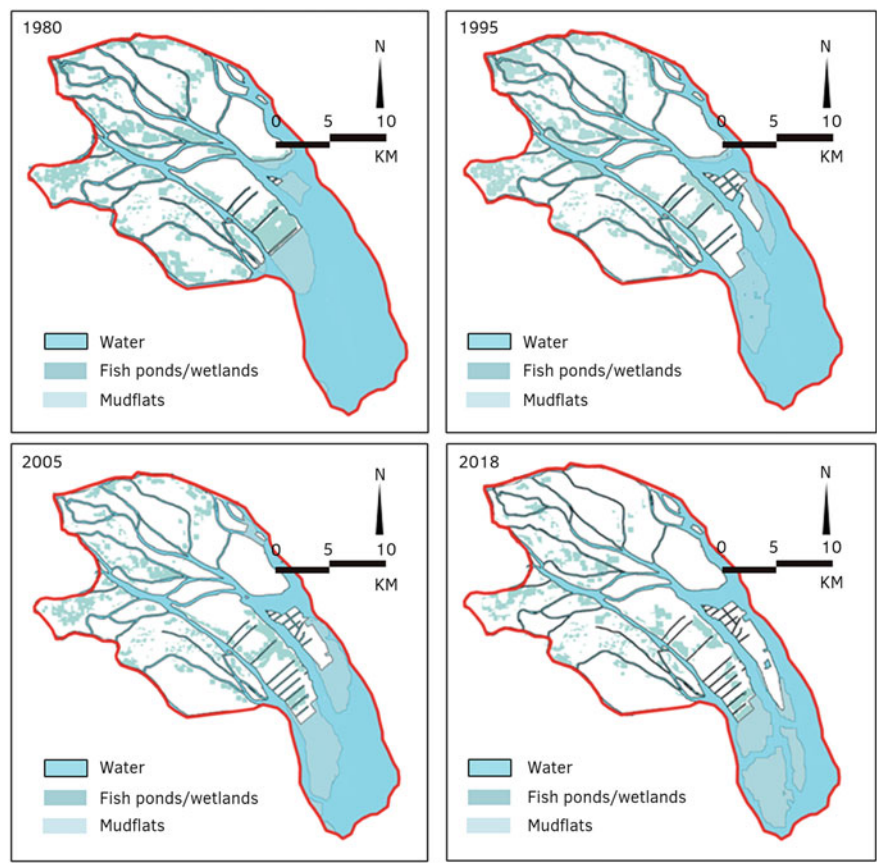 1980
N
0 5 10
KM
Water
Fish ponds/wetlands
Mudflats
1995
N
0 5 10
KM
Water
Fish ponds/wetlands
Mudflats
2005
N
0 5 10
KM
Water
Fish ponds/wetlands
Mudflats
2018
N
0 5 10
KM
Water
Fish ponds/wetlands
Mudflats